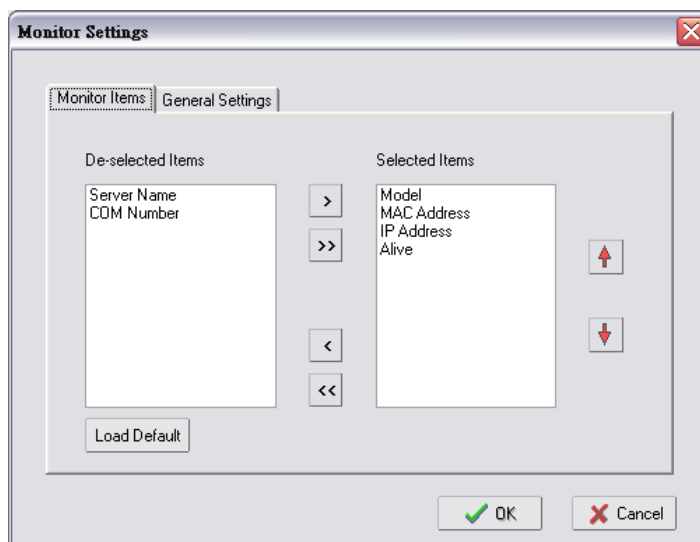 Monitor Settings
Monitor Items
General Settings
De-selected Items
Selected Items
Server Name
COM Number
>
>>
<
<<
Model
MAC Address
IP Address
Alive
Load Default
OK
Cancel